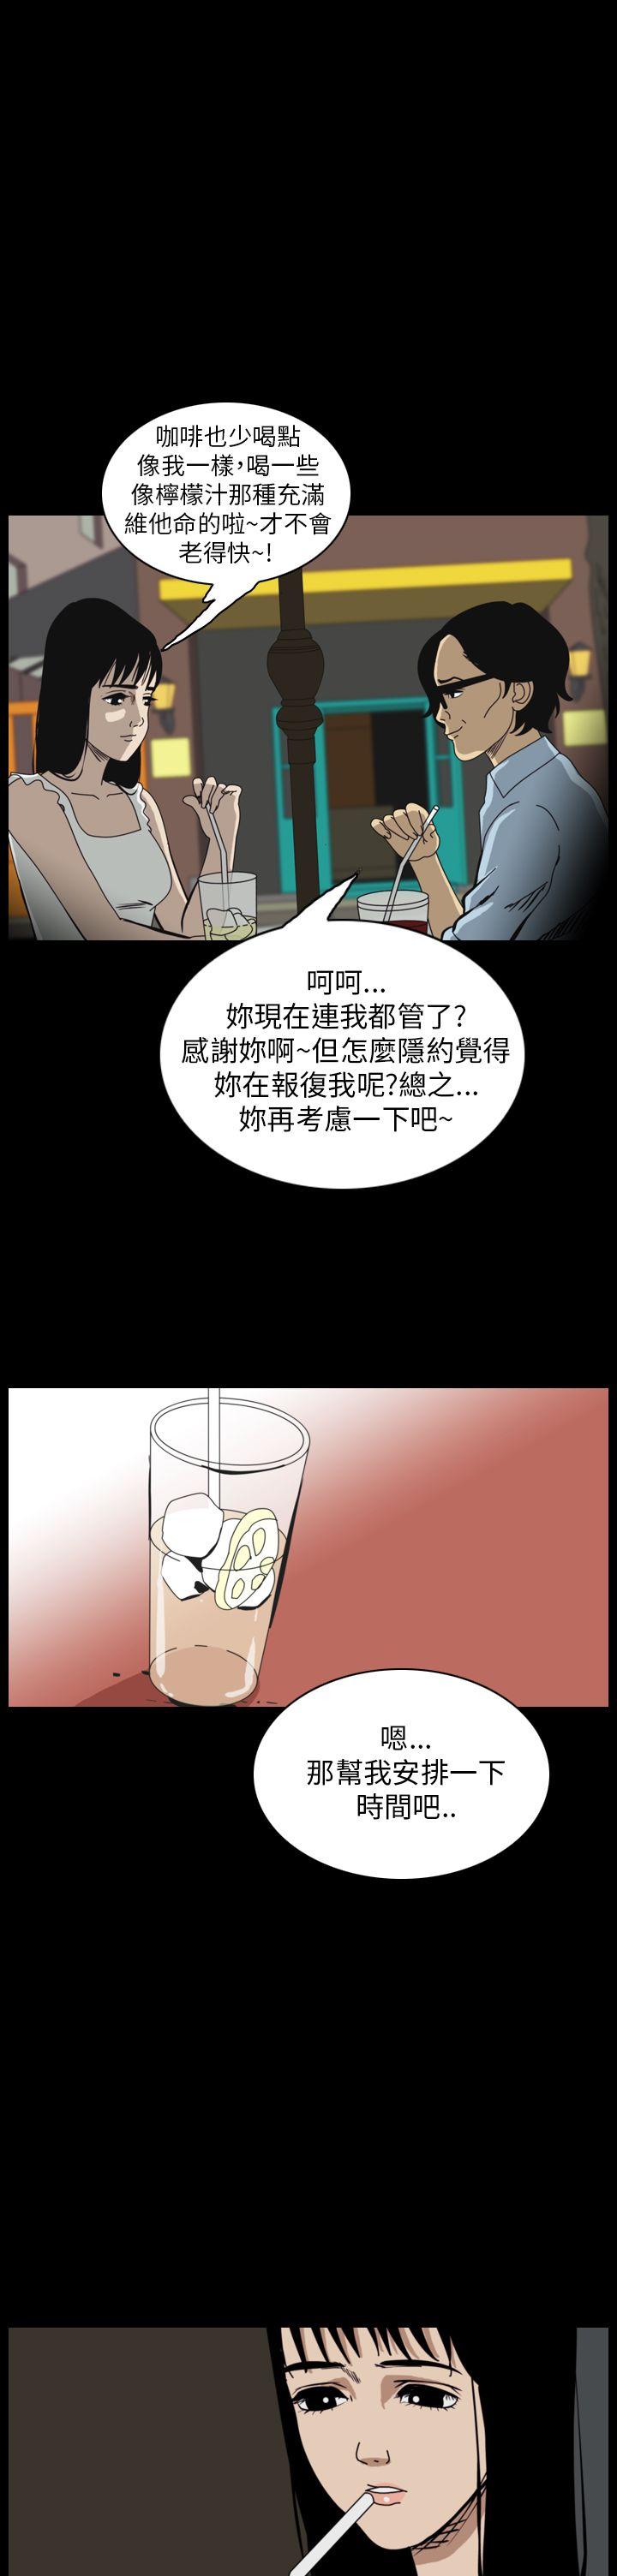 咖啡也少喝點
像我一樣,喝一些
像檸檬汁那種充滿
維他命的啦~才不會
老得快~!
呵呵...
妳現在連我都管了?
感謝妳啊~但怎麼隱約覺得
妳在報復我呢?總之...
妳再考慮一下吧~
嗯...
那幫我安排一下
時間吧..